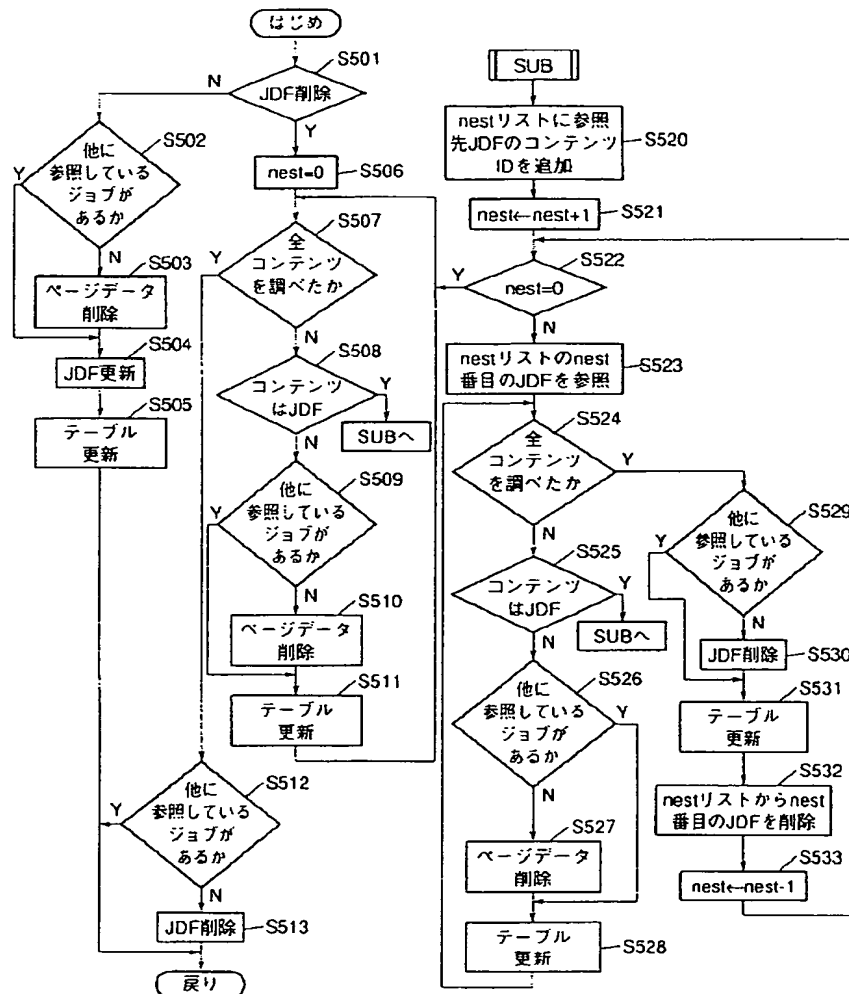 はじめ
S501
JDF削除
N
Y
S502
他に
参照している
ジョブが
あるか
Y
N
S503
ページデータ
削除
S504
JDF更新
S505
テーブル
更新
nest=0
S506
S507
全
コンテンツ
を調べたか
Y
N
S508
コンテンツ
はJDF
Y
N
SUBへ
S509
他に
参照している
ジョブが
あるか
Y
N
S510
ページデータ
削除
S511
テーブル
更新
S512
他に
参照している
ジョブが
あるか
Y
N
JDF削除
S513
戻り
SUB
nestリストに参照
先JDFのコンテンツ
IDを追加
S520
nest←nest+1
S521
S522
nest=0
Y
N
nestリストのnest
番目のJDFを参照
S523
S524
全
コンテンツ
を調べたか
Y
N
S525
コンテンツ
はJDF
Y
N
SUBへ
S526
他に
参照している
ジョブが
あるか
Y
N
S527
ページデータ
削除
テーブル
更新
S528
S529
他に
参照している
ジョブが
あるか
Y
N
JDF削除
S530
S531
テーブル
更新
S532
nestリストからnest
番目のJDFを削除
S533
nest←nest-1